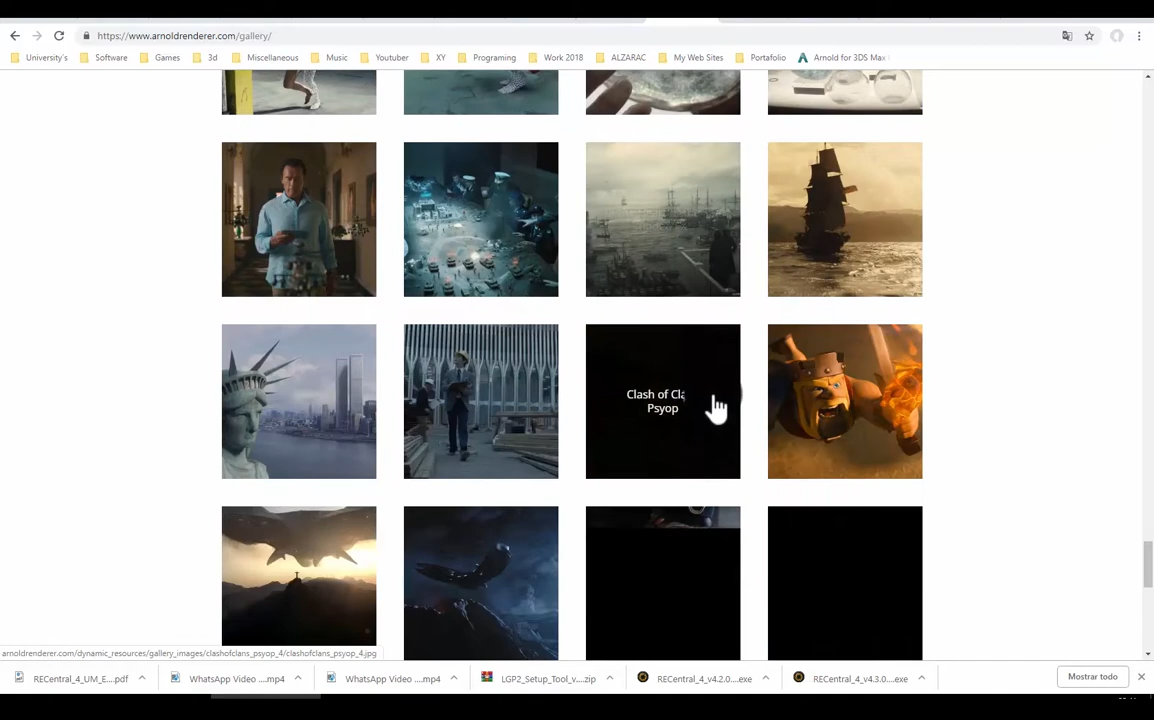 https://www.arnoldrenderer.com/gallery/
University's
Software
Games
3d
Miscellaneous
Music
Youtuber
XY
Programing
Work 2018
ALZARAC
My Web Sites
Portafolio
Arnold for 3DS Max
Clash of Cla
Psyop
arnoldrenderer.com/dynamic_resources/gallery_images/clashofclans_psyop_4/clashofclans_psyop_4.jpg
RECentral_4_UM_E....pdf
WhatsApp Video ....mp4
WhatsApp Video ....mp4
LGP2_Setup_Tool_v....zip
RECentral_4_v4.2.0....exe
RECentral_4_v4.3.0....exe
Mostrar todo